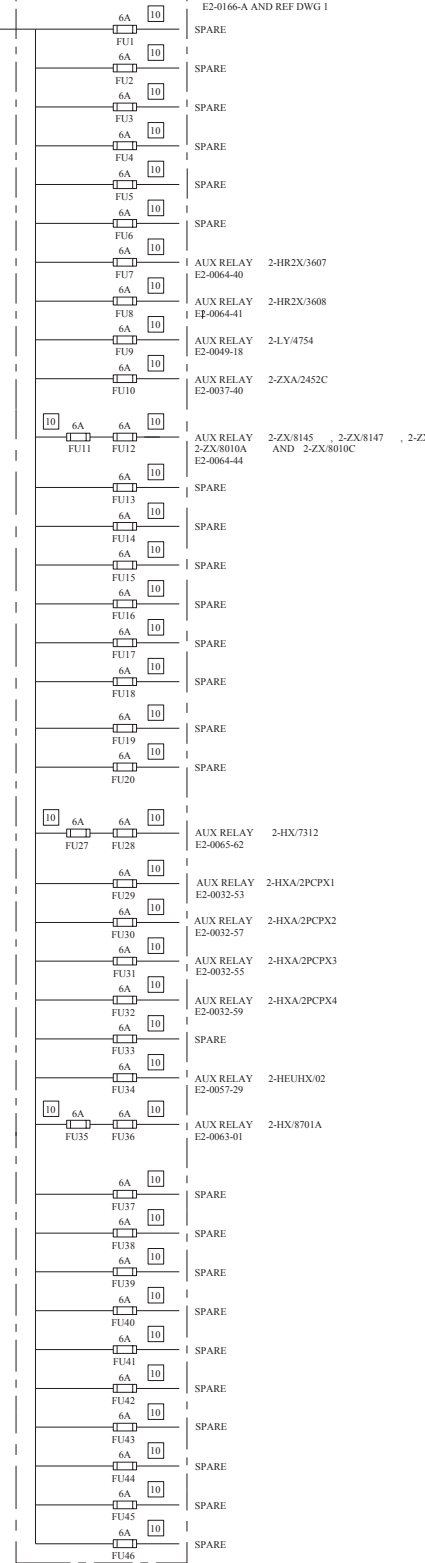 E2-0166-A AND REF DWG 1
6A 10
FU1 SPARE
6A 10
FU2 SPARE
6A 10
FU3 SPARE
6A 10
FU4 SPARE
6A 10
FU5 SPARE
6A 10
FU6 SPARE
6A 10
FU7 AUX RELAY 2-HR2X/3607
E2-0064-40
6A 10
FU8 AUX RELAY 2-HR2X/3608
E2-0064-41
6A 10
FU9 AUX RELAY 2-LY/4754
E2-0049-18
6A 10
FU10 AUX RELAY 2-ZXA/2452C
E2-0037-40
10 6A 6A 10
FU11 FU12 AUX RELAY 2-ZX/8145 , 2-ZX/8147 , 2-ZX
2-ZX/8010A AND 2-ZX/8010C
E2-0064-44
6A 10
FU13 SPARE
6A 10
FU14 SPARE
6A 10
FU15 SPARE
6A 10
FU16 SPARE
6A 10
FU17 SPARE
6A 10
FU18 SPARE
6A 10
FU19 SPARE
6A 10
FU20 SPARE
10 6A 6A 10
FU27 FU28 AUX RELAY 2-HX/7312
E2-0065-62
6A 10
FU29 AUX RELAY 2-HXA/2PCPX1
E2-0032-53
6A 10
FU30 AUX RELAY 2-HXA/2PCPX2
E2-0032-57
6A 10
FU31 AUX RELAY 2-HXA/2PCPX3
E2-0032-55
6A 10
FU32 AUX RELAY 2-HXA/2PCPX4
E2-0032-59
6A 10
FU33 SPARE
6A 10
FU34 AUX RELAY 2-HEUHX/02
E2-0057-29
10 6A 6A 10
FU35 FU36 AUX RELAY 2-HX/8701A
E2-0063-01
6A 10
FU37 SPARE
6A 10
FU38 SPARE
6A 10
FU39 SPARE
6A 10
FU40 SPARE
6A 10
FU41 SPARE
6A 10
FU42 SPARE
6A 10
FU43 SPARE
6A 10
FU44 SPARE
6A 10
FU45 SPARE
6A 10
FU46 SPARE